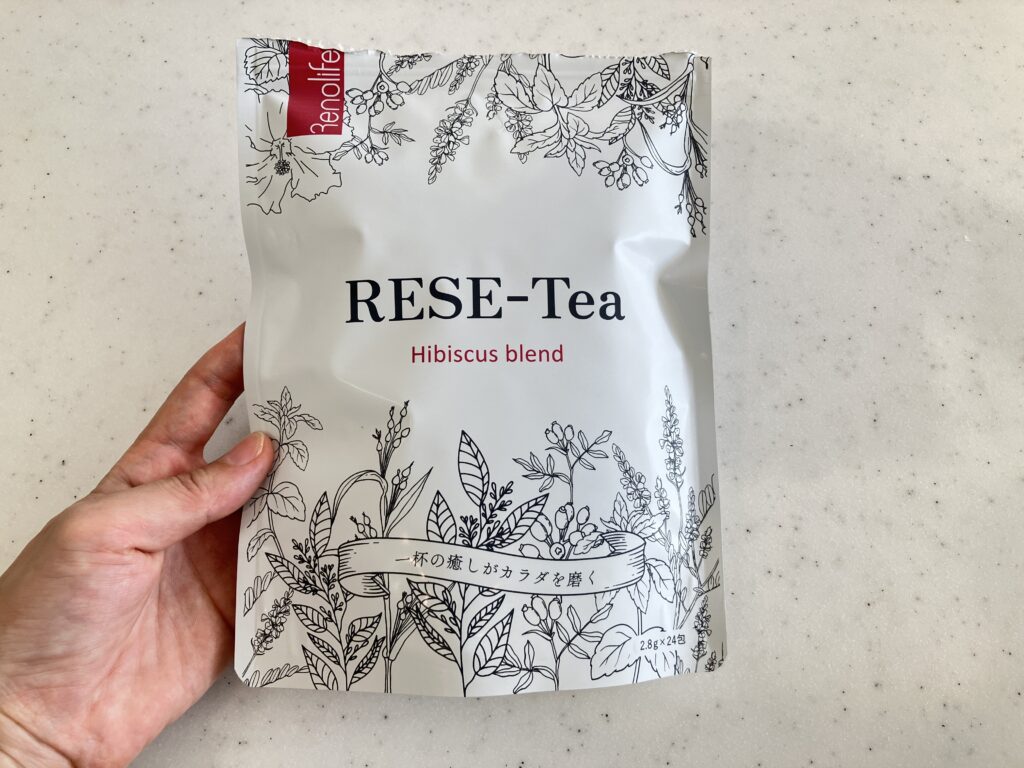 Renolife
RESE-Tea
Hibiscus blend
一杯の癒しがカラダを磨く
2.8g×24包